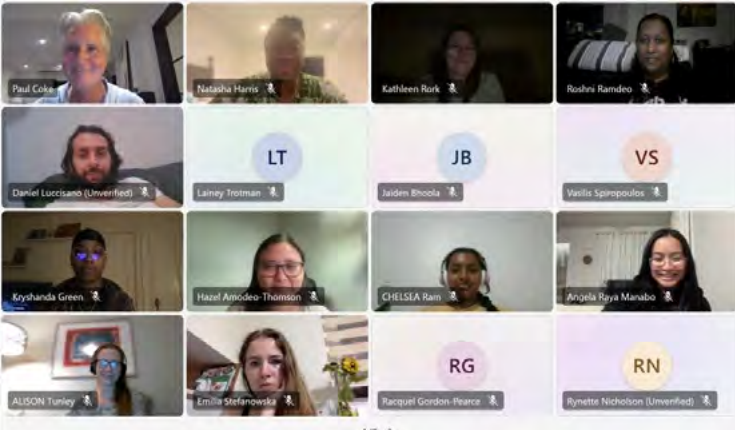 Paul Coke
Natasha Harris
Kathleen Rork
Roshni Ramdeo
Daniel Luccisano (Unverified)
LT
Lainey Trotman
JB
Jaiden Bhoola
VS
Vasilis Spiropoulos
Kryshanda Green
Hazel Amodeo-Thomson
CHELSEA Ram
Angela Raya Manabo
ALISON Tunley
Emilia Stefanowska
RG
Racquel Gordon-Pearce
RN
Rynette Nicholson (Unverified)